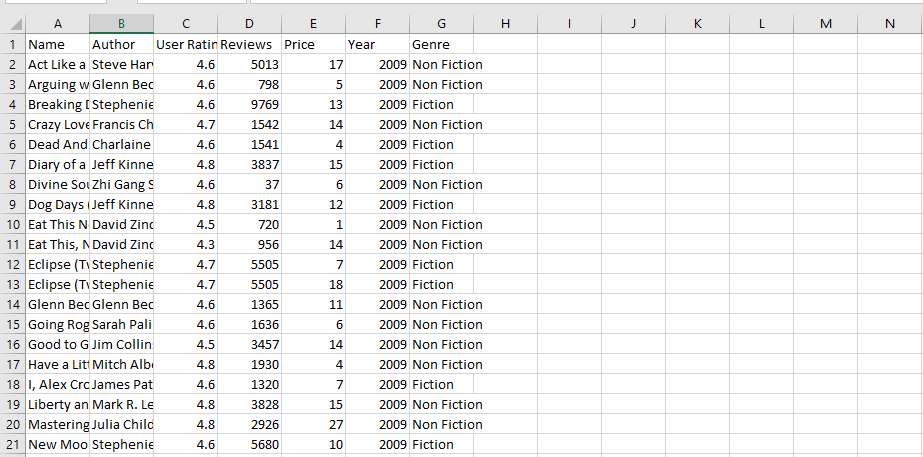 A B C D E F G H I J K L M N
1 Name Author User Ratin Reviews Price Year Genre
2 Act Like a Steve Har 4.6 5013 17 2009 Non Fiction
3 Arguing w Glenn Bec 4.6 798 5 2009 Non Fiction
4 Breaking Stephenie 4.6 9769 13 2009 Fiction
5 Crazy Love Francis Ch 4.7 1542 14 2009 Non Fiction
6 Dead And Charlaine 4.6 1541 4 2009 Fiction
7 Diary of a Jeff Kinne 4.8 3837 15 2009 Fiction
8 Divine Sou Zhi Gang S 4.6 37 6 2009 Non Fiction
9 Dog Days ( Jeff Kinne 4.8 3181 12 2009 Fiction
10 Eat This N David Zinc 4.5 720 1 2009 Non Fiction
11 Eat This, N David Zinc 4.3 956 14 2009 Non Fiction
12 Eclipse (Tw Stephenie 4.7 5505 7 2009 Fiction
13 Eclipse (Tw Stephenie 4.7 5505 18 2009 Fiction
14 Glenn Bec Glenn Bec 4.6 1365 11 2009 Non Fiction
15 Going Rog Sarah Pali 4.6 1636 6 2009 Non Fiction
16 Good to G Jim Collin 4.5 3457 14 2009 Non Fiction
17 Have a Litt Mitch Albo 4.8 1930 4 2009 Non Fiction
18 I, Alex Cro James Pat 4.6 1320 7 2009 Fiction
19 Liberty an Mark R. Le 4.8 3828 15 2009 Non Fiction
20 Mastering Julia Child 4.8 2926 27 2009 Non Fiction
21 New Moo Stephenie 4.6 5680 10 2009 Fiction